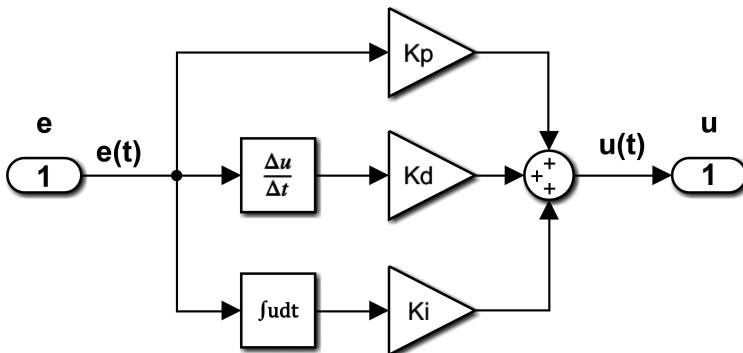 Kp
e
e(t)
1
Δu
Δt
Kd
+
+
+
u(t)
u
1
∫udt
Ki